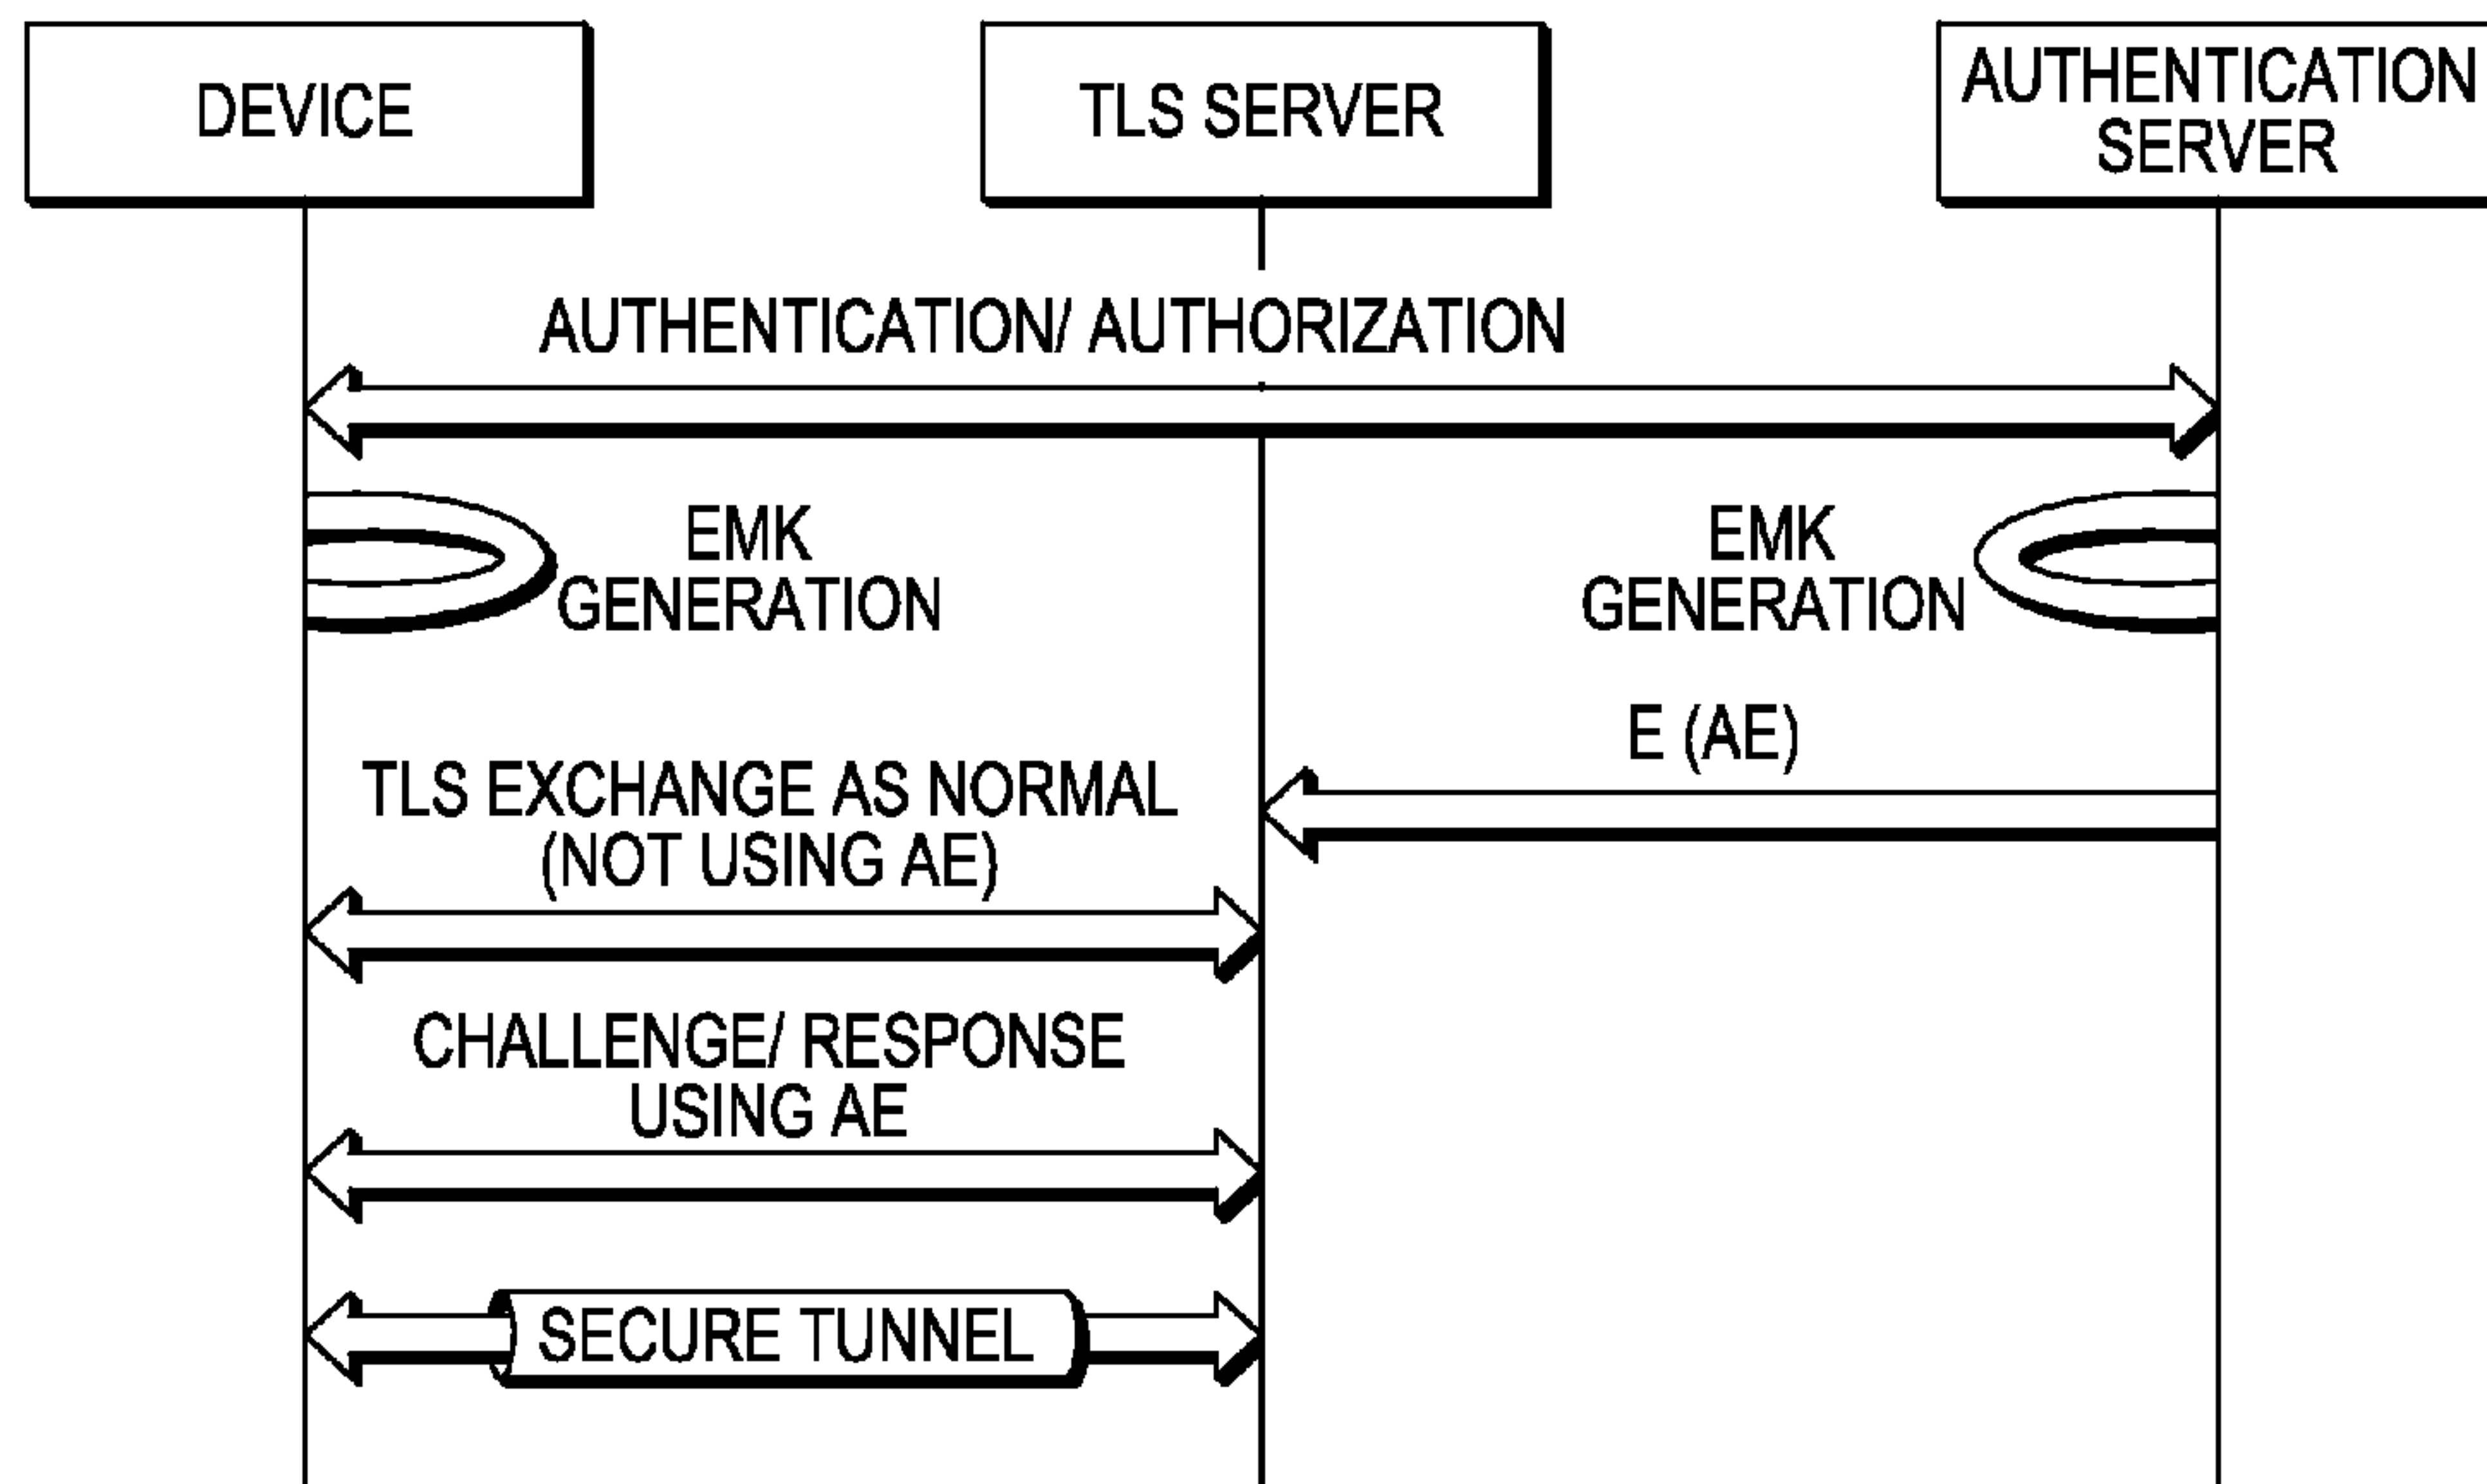 DEVICE
TLS SERVER
AUTHENTICATION
SERVER
AUTHENTICATION/ AUTHORIZATION
EMK
GENERATION
EMK
GENERATION
E (AE)
TLS EXCHANGE AS NORMAL
(NOT USING AE)
CHALLENGE/ RESPONSE
USING AE
SECURE TUNNEL